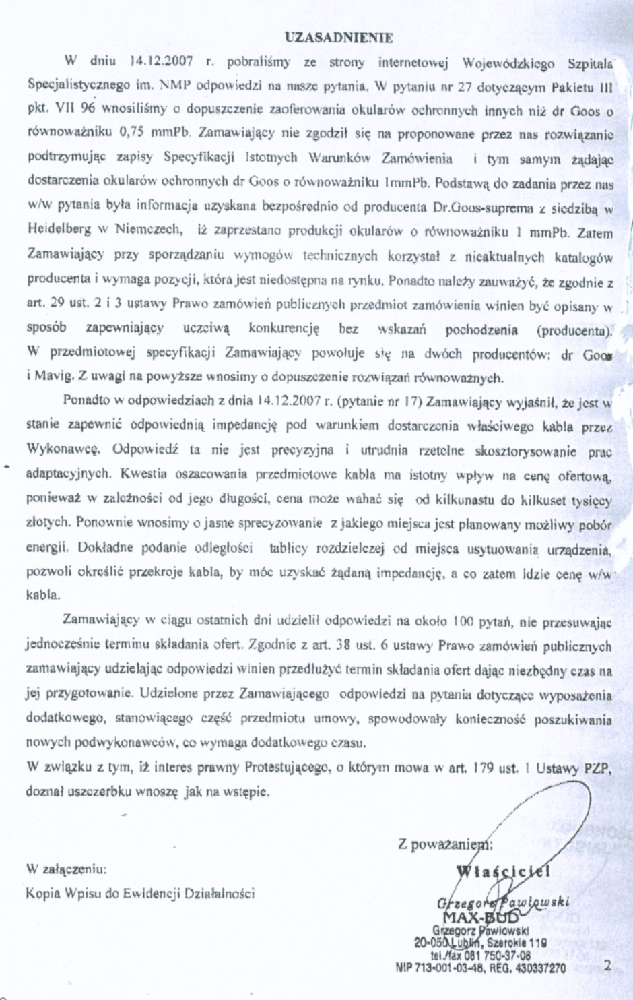 UZASADNIENIE
W dniu 14.12.2007 r. pobraliśmy ze strony internetowej Wojewódzkiego Szpitala
Specjalistycznego im. NMP odpowiedzi na nasze pytania. W pytaniu nr 27 dotyczącym Pakietu III
pkt. VII 96 wnosiliśmy o dopuszczenie zaoferowania okularów ochronnych innych niż dr Goos o
równoważniku 0,75 mmPb. Zamawiający nie zgodził się na proponowane przez nas rozwiązanie
podtrzymując zapisy Specyfikacji Istotnych Warunków Zamówienia i tym samym żądając
dostarczenia okularów ochronnych dr Goos o równoważniku 1mmPb. Podstawą do zadania przez nas
w/w pytania była informacja uzyskana bezpośrednio od producenta Dr.Goos-suprema z siedzibą w
Heidelberg w Niemczech, iż zaprzestano produkcji okularów o równoważniku 1 mmPb. Zatem
Zamawiający przy sporządzaniu wymogów technicznych korzystał z nieaktualnych katalogów
producenta i wymaga pozycji, która jest niedostępna na rynku. Ponadto należy zauważyć, że zgodnie z
art. 29 ust. 2 i 3 ustawy Prawo zamówień publicznych przedmiot zamówienia winien być opisany w
sposób zapewniający uczciwą konkurencję bez wskazań pochodzenia (producenta).
W przedmiotowej specyfikacji Zamawiający powołuje się na dwóch producentów: dr Goos
i Mavig. Z uwagi na powyższe wnosimy o dopuszczenie rozwiązań równoważnych.
Ponadto w odpowiedziach z dnia 14.12.2007 r. (pytanie nr 17) Zamawiający wyjaśnił, że jest w
stanie zapewnić odpowiednią impedancję pod warunkiem dostarczenia właściwego kabla przez
Wykonawcę. Odpowiedź ta nie jest precyzyjna i utrudnia rzetelne skosztorysowanie prac
adaptacyjnych. Kwestia oszacowania przedmiotowe kabla ma istotny wpływ na cenę ofertową,
ponieważ w zależności od jego długości, cena może wahać się od kilkunastu do kilkuset tysięcy
złotych. Ponownie wnosimy o jasne sprecyzowanie z jakiego miejsca jest planowany możliwy pobór
energii. Dokładne podanie odległości tablicy rozdzielczej od miejsca usytuowania urządzenia,
pozwoli określić przekroje kabla, by móc uzyskać żądaną impedancję, a co zatem idzie cenę w/w
kabla.
Zamawiający w ciągu ostatnich dni udzielił odpowiedzi na około 100 pytań, nie przesuwając
jednocześnie terminu składania ofert. Zgodnie z art. 38 ust. 6 ustawy Prawo zamówień publicznych
zamawiający udzielając odpowiedzi winien przedłużyć termin składania ofert dając niezbędny czas na
jej przygotowanie. Udzielone przez Zamawiającego odpowiedzi na pytania dotyczące wyposażenia
dodatkowego, stanowiącego część przedmiotu umowy, spowodowały konieczność poszukiwania
nowych podwykonawców, co wymaga dodatkowego czasu.
W związku z tym, iż interes prawny Protestującego, o którym mowa w art. 179 ust. 1 Ustawy PZP,
doznał uszczerbku wnoszę jak na wstępie.
Z poważaniem:
W załączeniu:
Kopia Wpisu do Ewidencji Działalności
Właściciel
Grzegorz Pawłowski
MAX-BUD
Grzegorz Pawłowski
20-050 Lublin, Szerokie 119
tel./fax 081 750-37-08
NIP 713-001-03-48, REG. 430337270
2